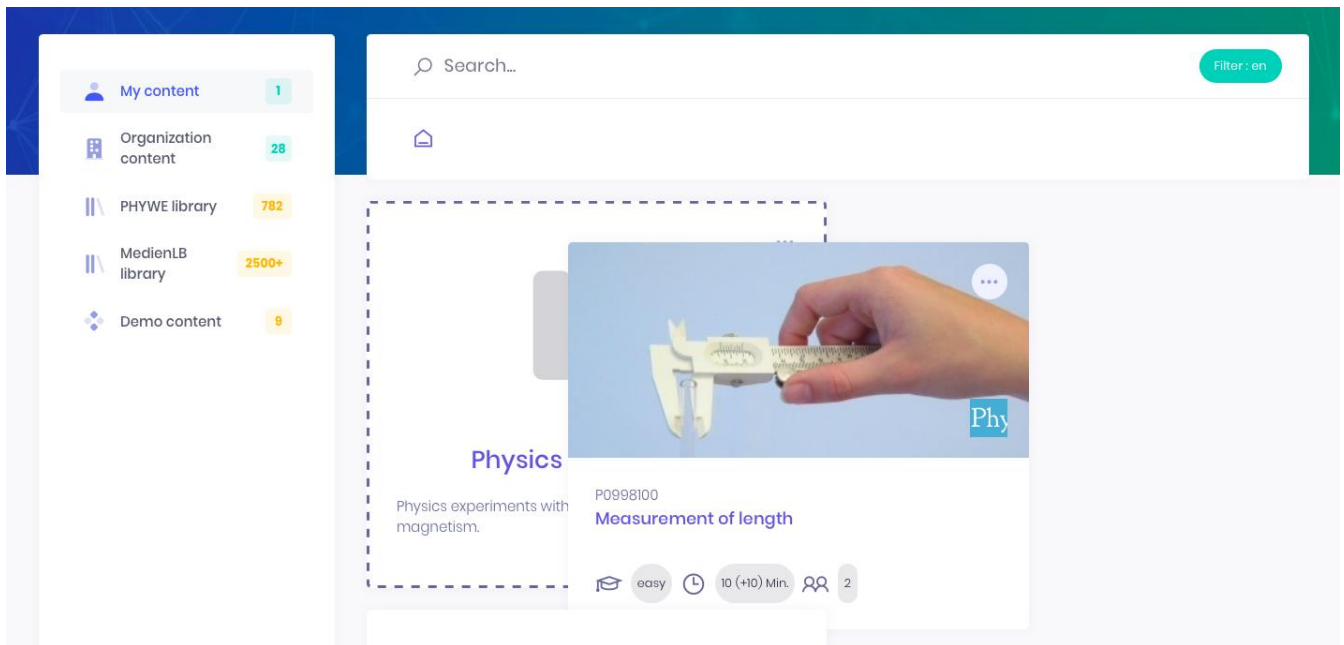 My content 1
Organization
content
28
PHYWE library 782
MedienLB
library
2500+
Demo content 9
Search...
Filter : en
Physics
Physics experiments with
magnetism.
Phy
P0998100
Measurement of length
easy 10 (+10) Min. 2